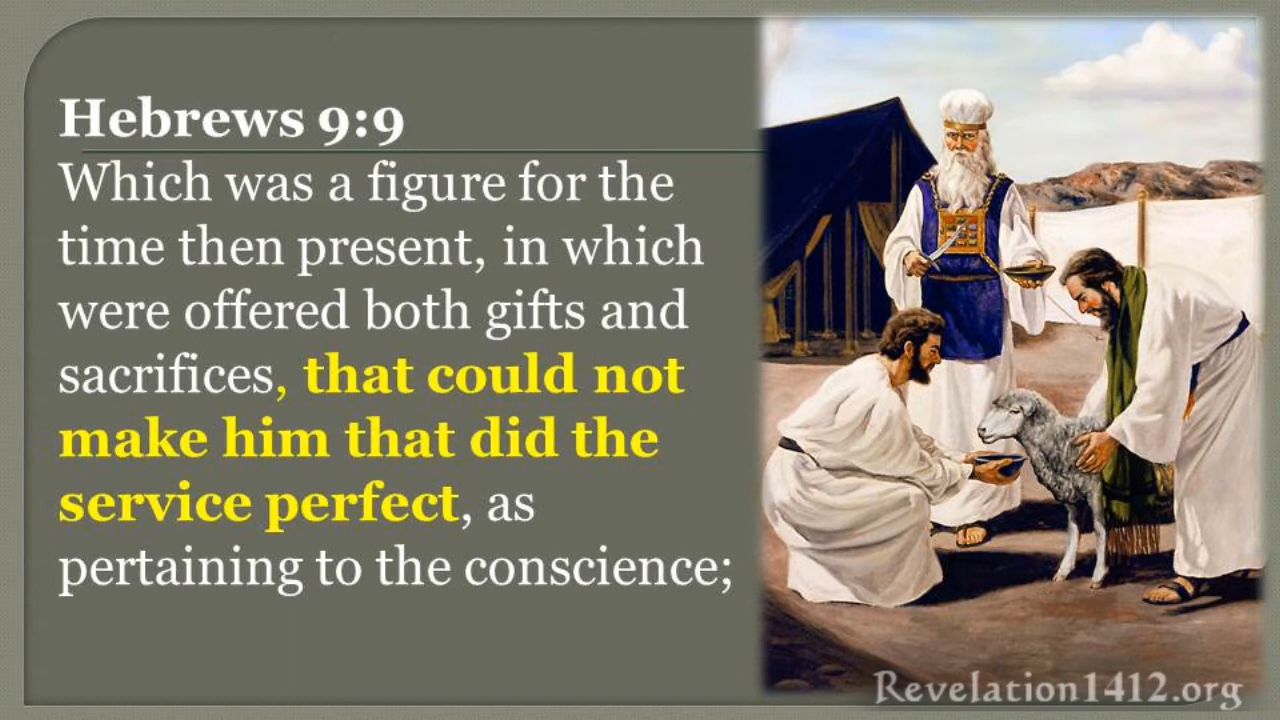 Hebrews 9:9
Which was a figure for the
time then present, in which
were offered both gifts and
sacrifices, that could not
make him that did the
service perfect, as
pertaining to the conscience;
Revelation1412.org